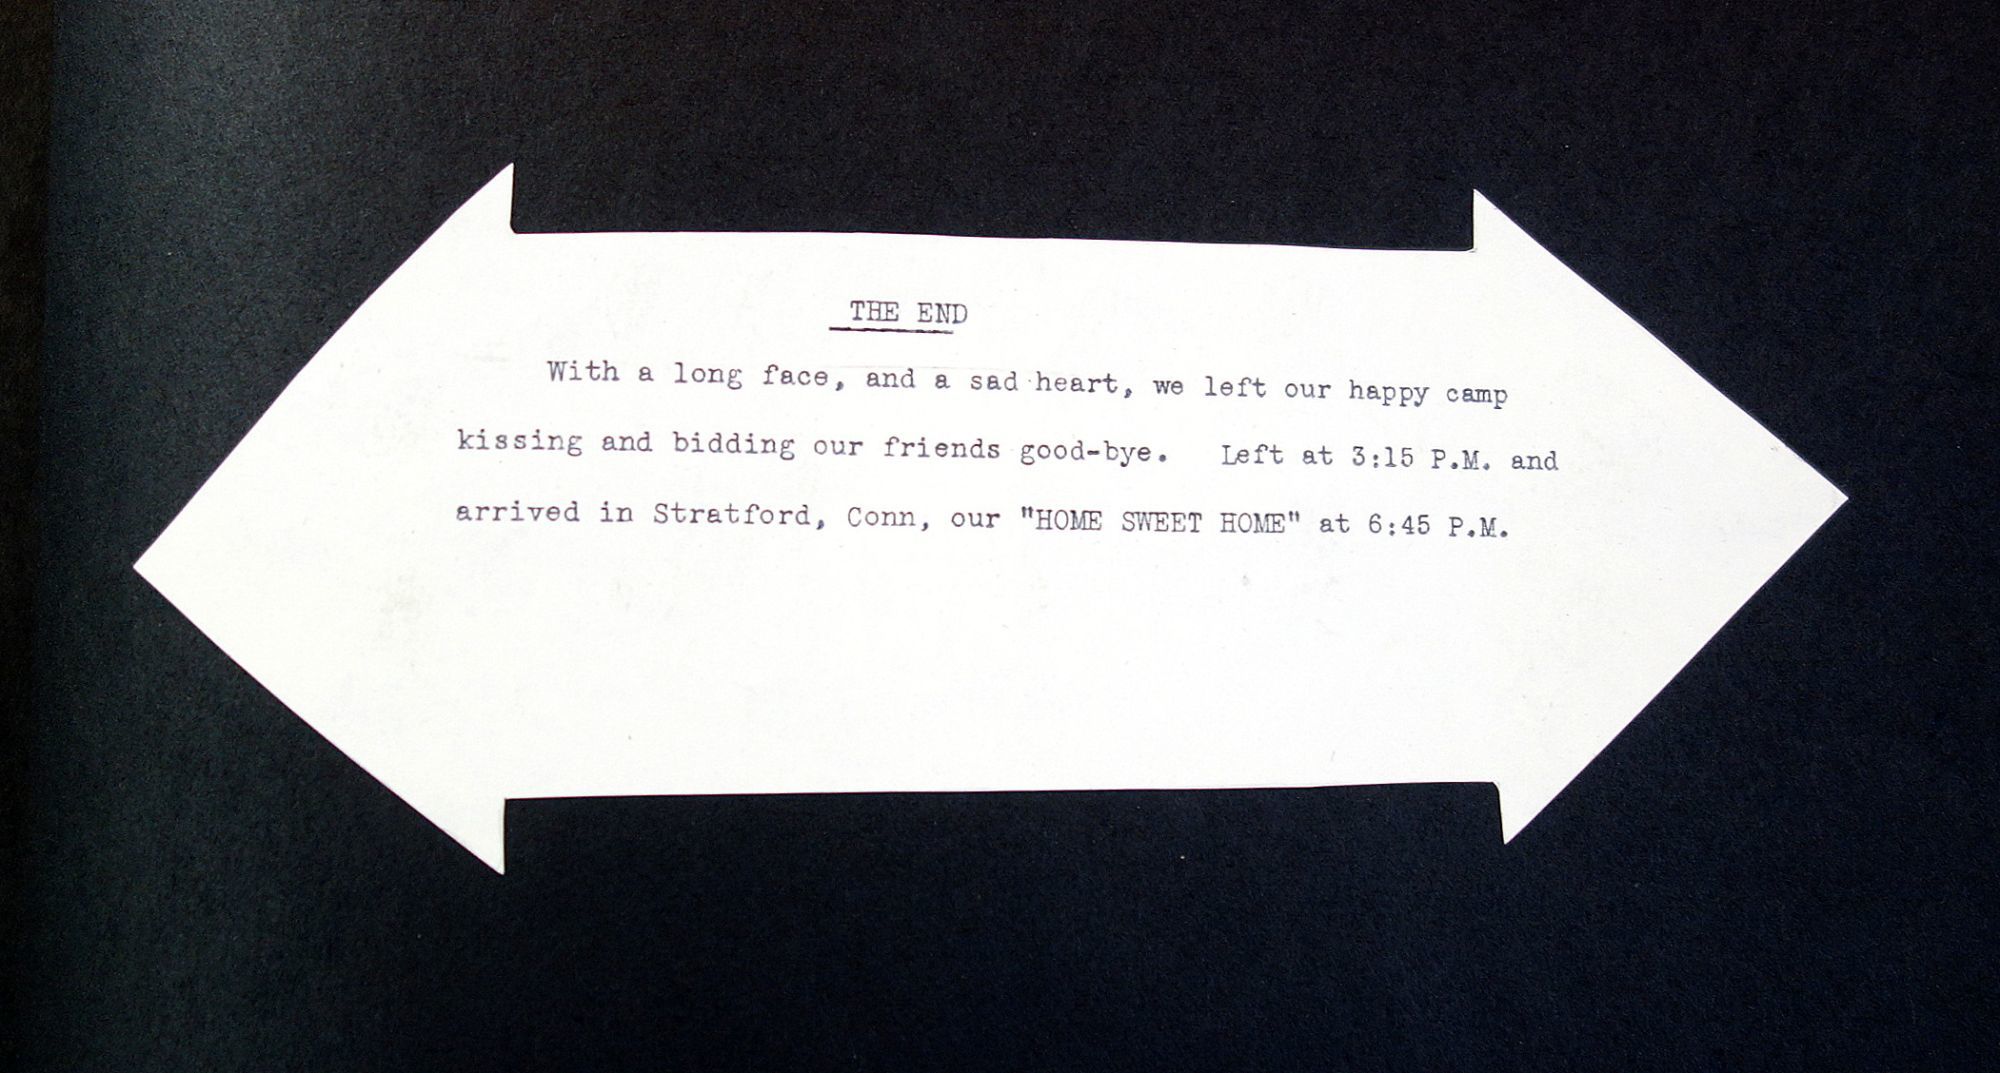 THE END
With a long face, and a sad heart, we left our happy camp
kissing and bidding our friends good-bye. Left at 3:15 P.M. and
arrived in Stratford, Conn, our "HOME SWEET HOME" at 6:45 P.M.